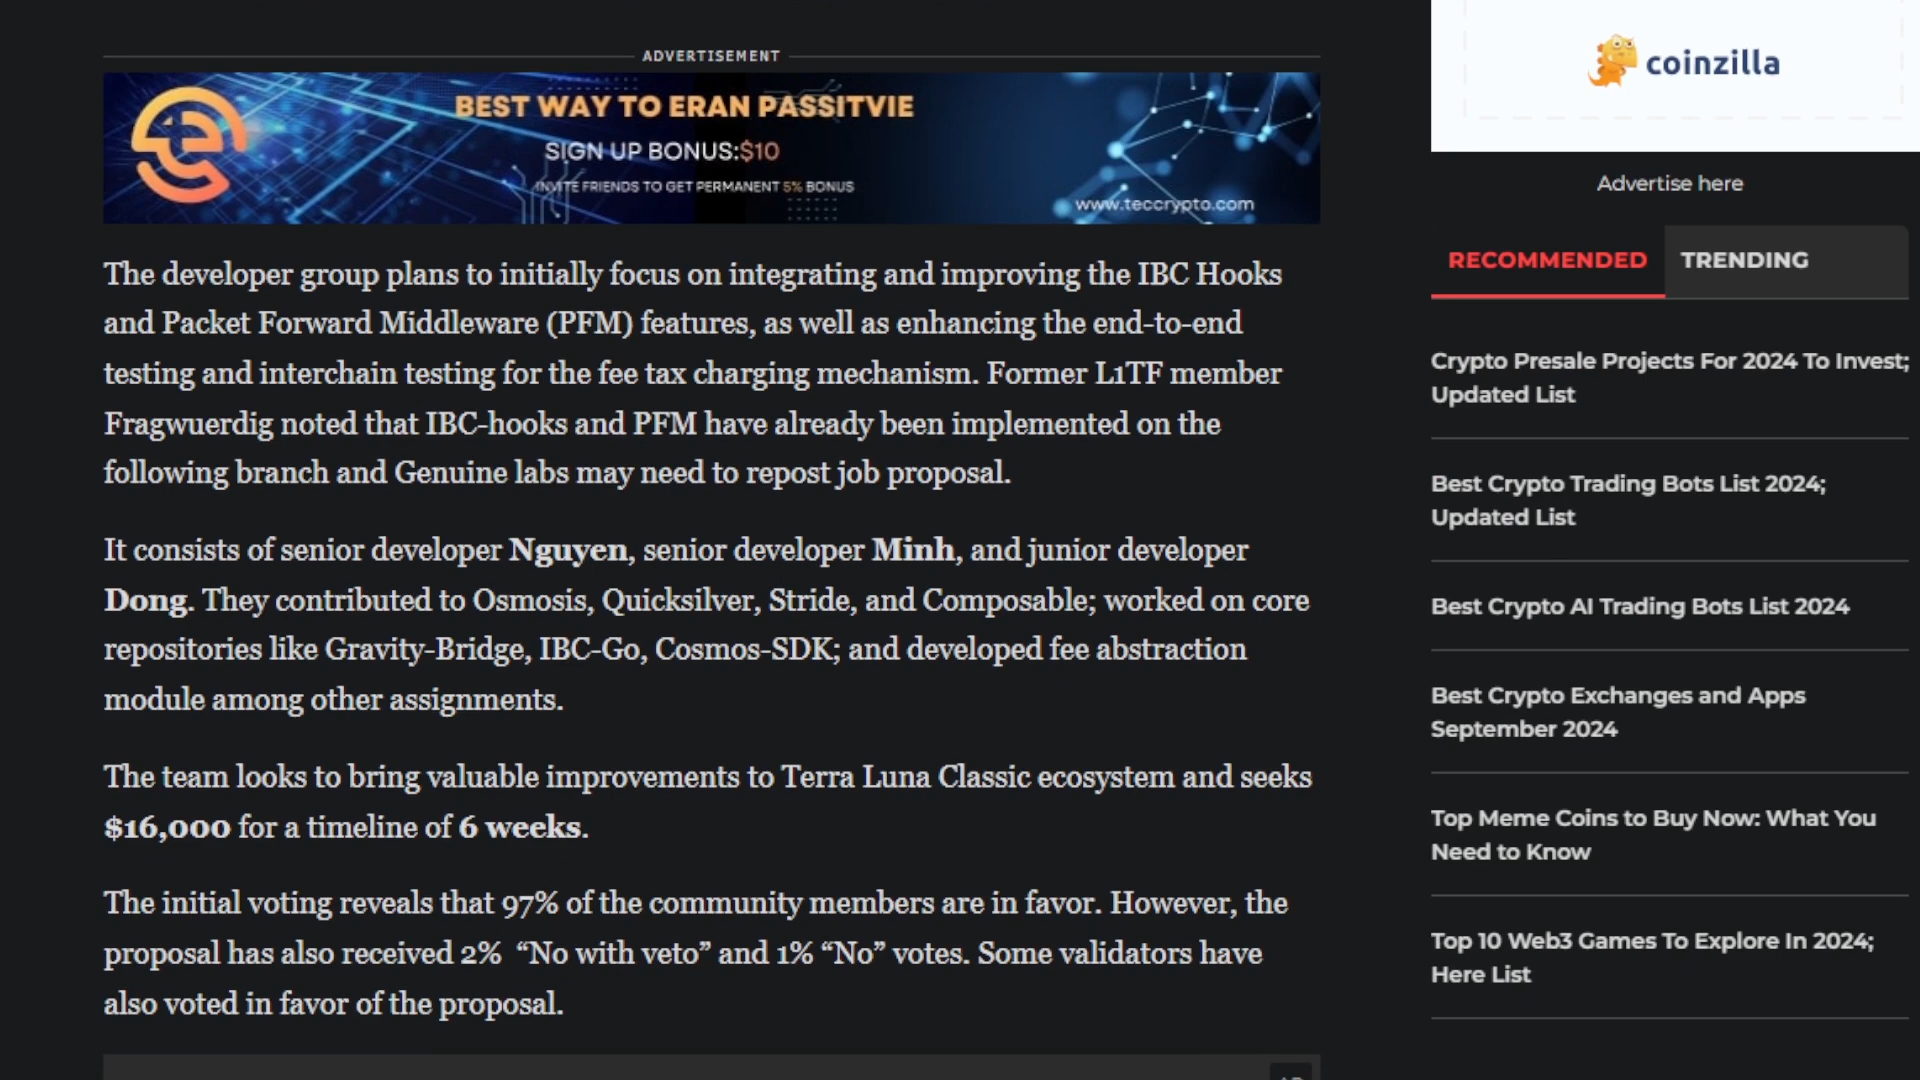 ADVERTISEMENT
BEST WAY TO ERAN PASSITVIE
SIGN UP BONUS:$10
INVITE FRIENDS TO GET PERMANENT 5% BONUS
www.teccrypto.com
The developer group plans to initially focus on integrating and improving the IBC Hooks
and Packet Forward Middleware (PFM) features, as well as enhancing the end-to-end
testing and interchain testing for the fee tax charging mechanism. Former L1TF member
Fragwuerdig noted that IBC-hooks and PFM have already been implemented on the
following branch and Genuine labs may need to repost job proposal.
It consists of senior developer Nguyen, senior developer Minh, and junior developer
Dong. They contributed to Osmosis, Quicksilver, Stride, and Composable; worked on core
repositories like Gravity-Bridge, IBC-Go, Cosmos-SDK; and developed fee abstraction
module among other assignments.
The team looks to bring valuable improvements to Terra Luna Classic ecosystem and seeks
$16,000 for a timeline of 6 weeks.
The initial voting reveals that 97% of the community members are in favor. However, the
proposal has also received 2% “No with veto” and 1% “No” votes. Some validators have
also voted in favor of the proposal.
coinzilla
Advertise here
RECOMMENDED
TRENDING
Crypto Presale Projects For 2024 To Invest;
Updated List
Best Crypto Trading Bots List 2024;
Updated List
Best Crypto AI Trading Bots List 2024
Best Crypto Exchanges and Apps
September 2024
Top Meme Coins to Buy Now: What You
Need to Know
Top 10 Web3 Games To Explore In 2024;
Here List